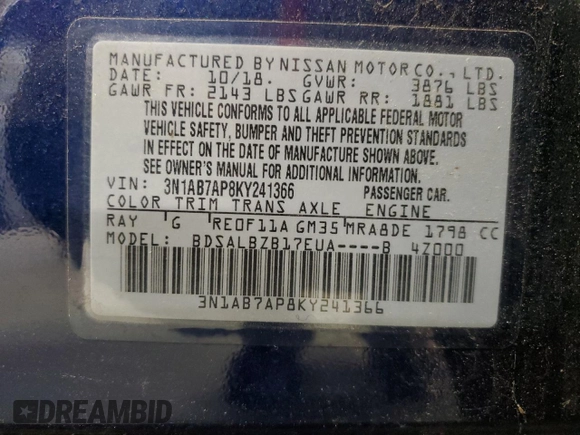 MANUFACTURED BY NISSAN MOTOR CO., LTD.
DATE: 10/18. GVWR: 3876 LBS
GAWR FR: 2143 LBS GAWR RR: 1881 LBS
THIS VEHICLE CONFORMS TO ALL APPLICABLE FEDERAL MOTOR
VEHICLE SAFETY, BUMPER AND THEFT PREVENTION STANDARDS
IN EFFECT ON THE DATE OF MANUFACTURE SHOWN ABOVE.
SEE OWNER'S MANUAL FOR ADDITIONAL INFORMATION.
VIN: 3N1AB7AP8KY241366 PASSENGER CAR.
COLOR TRIM TRANS AXLE ENGINE
RAY G RE0F11A GM35 MRA8DE 1798 CC
MODEL: BDSALBZB17EUA----B 4Z000
3N1AB7AP8KY241366
DREAMBID